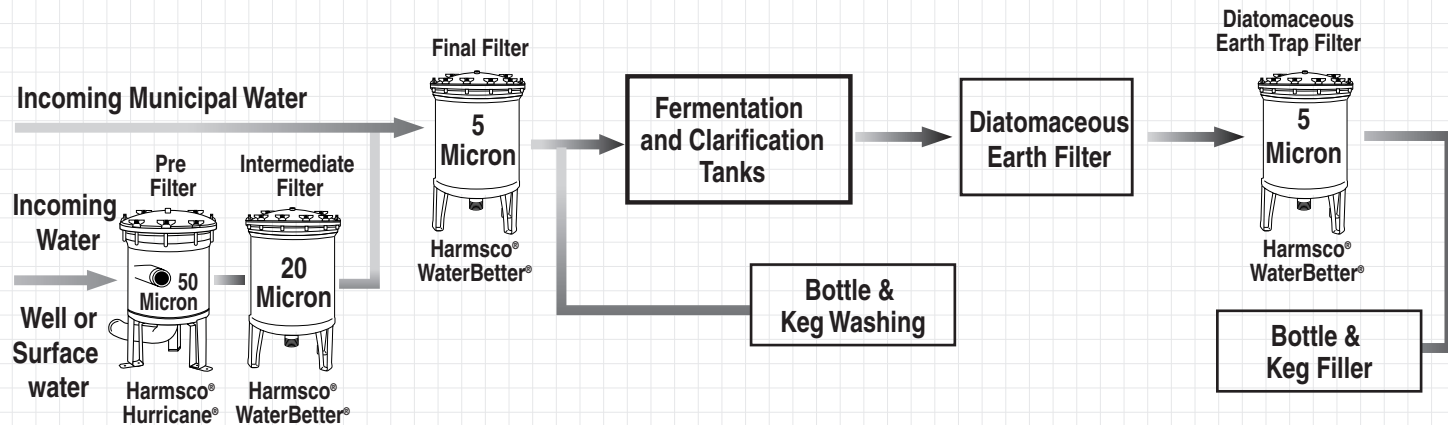 Incoming Municipal Water
Pre
Filter
Incoming
Water
Well or
Surface
water
50
Micron
Harmsco®
Hurricane®
Intermediate
Filter
20
Micron
Harmsco®
WaterBetter®
Final Filter
5
Micron
Harmsco®
WaterBetter®
Fermentation
and Clarification
Tanks
Bottle &
Keg Washing
Diatomaceous
Earth Filter
Diatomaceous
Earth Trap Filter
5
Micron
Harmsco®
WaterBetter®
Bottle &
Keg Filler